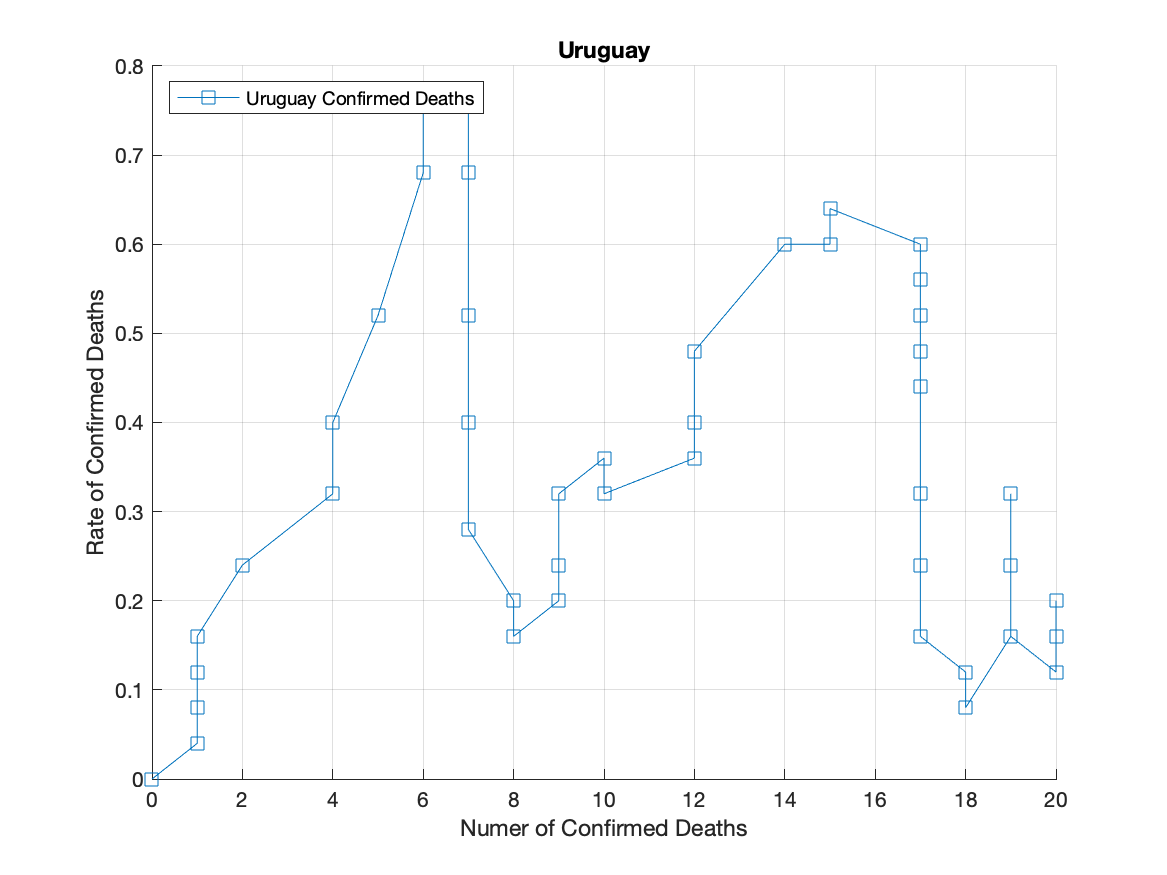 Uruguay
Uruguay Confirmed Deaths
0.8
0.7
0.6
0.5
0.4
0.3
0.2
0.1
0
Rate of Confirmed Deaths
0 2 4 6 8 10 12 14 16 18 20
Numer of Confirmed Deaths